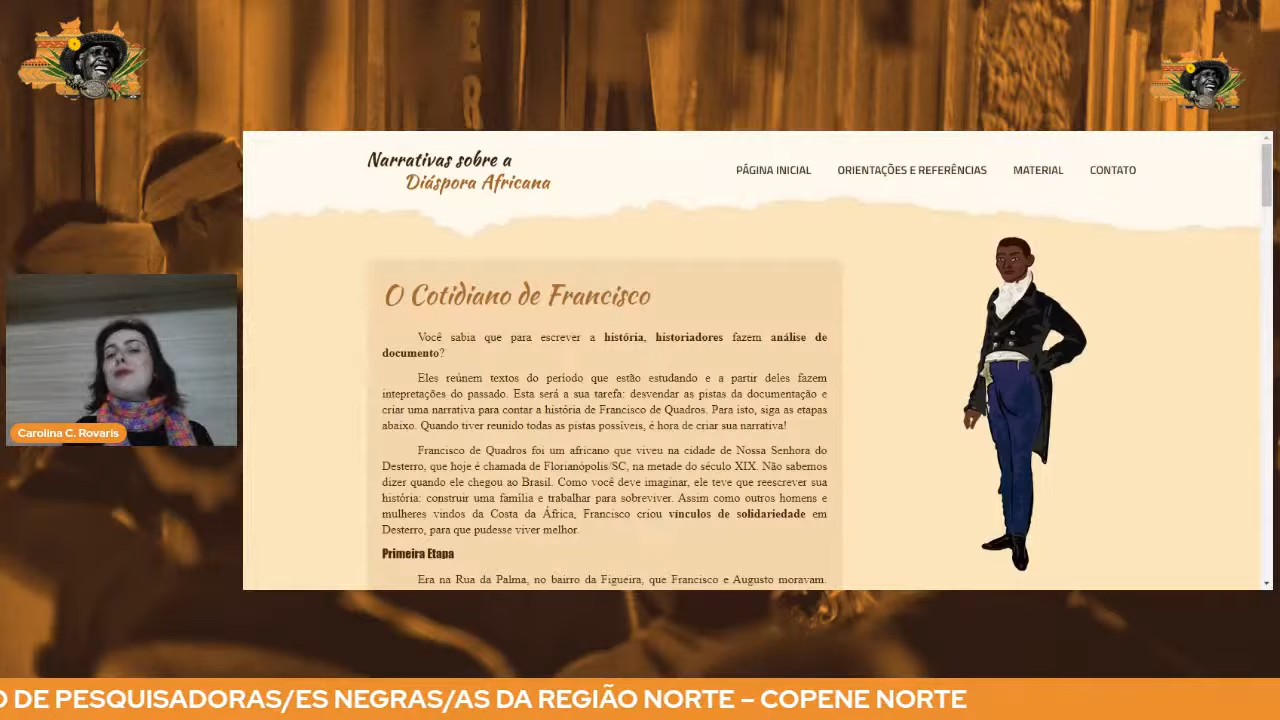 Narrativas sobre a
Diáspora Africana
PÁGINA INICIAL
ORIENTAÇÕES E REFERÊNCIAS
MATERIAL
CONTATO
O Cotidiano de Francisco
Você sabia que para escrever a história, historiadores fazem análise de
documento?
Eles reúnem textos do período que estão estudando e a partir deles fazem
intepretações do passado. Esta será a sua tarefa: desvendar as pistas da documentação e
criar uma narrativa para contar a história de Francisco de Quadros. Para isto, siga as etapas
abaixo. Quando tiver reunido todas as pistas possíveis, é hora de criar sua narrativa!
Francisco de Quadros foi um africano que viveu na cidade de Nossa Senhora do
Desterro, que hoje é chamada de Florianópolis/SC, na metade do século XIX. Não sabemos
dizer quando ele chegou ao Brasil. Como você deve imaginar, ele teve que reescrever sua
história: construir uma família e trabalhar para sobreviver. Assim como outros homens e
mulheres vindos da Costa da África, Francisco criou vínculos de solidariedade em
Desterro, para que pudesse viver melhor.
Primeira Etapa
Era na Rua da Palma, no bairro da Figueira, que Francisco e Augusto moravam.
Carolina C. Rovaris
O DE PESQUISADORAS/ES NEGRAS/AS DA REGIÃO NORTE – COPENE NORTE